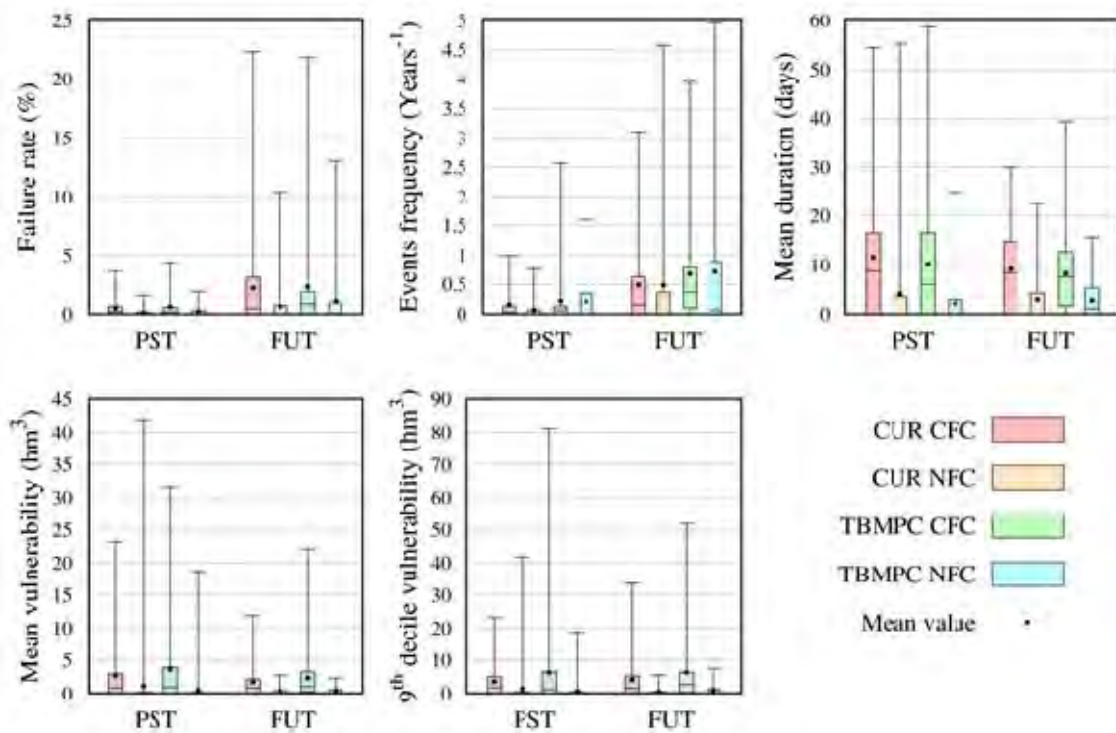 Failure rate (%)
25
20
15
10
5
0
PST FUT
Events frequency (Years⁻¹)
5
4.5
4
3.5
3
2.5
2
1.5
1
0.5
0
PST FUT
Mean duration (days)
60
50
40
30
20
10
0
PST FUT
Mean vulnerability (hm³)
45
40
35
30
25
20
15
10
5
0
PST FUT
9ᵗʰ decile vulnerability (hm³)
90
80
70
60
50
40
30
20
10
0
PST FUT
CUR CFC
CUR NFC
TBMPC CFC
TBMPC NFC
Mean value